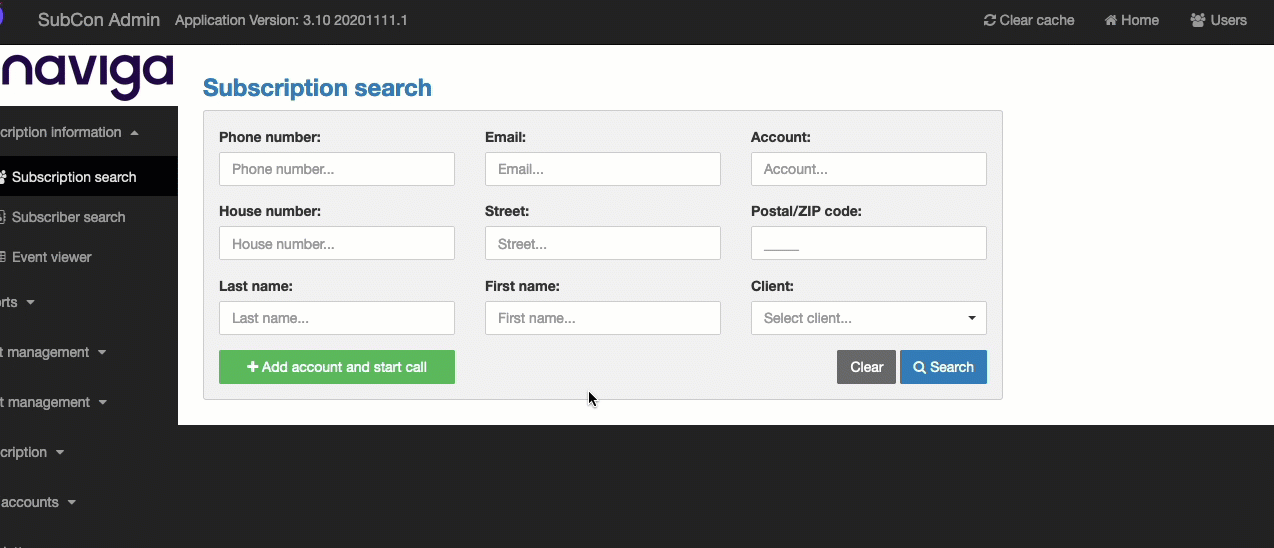 SubCon Admin Application Version: 3.10 20201111.1 Clear cache Home Users
naviga
Subscription search
cription information
Subscription search
Subscriber search
Event viewer
rts
t management
t management
cription
accounts
Phone number: Email: Account:
Phone number... Email... Account...
House number: Street: Postal/ZIP code:
House number... Street... _____
Last name: First name: Client:
Last name... First name... Select client...
Add account and start call Clear Search